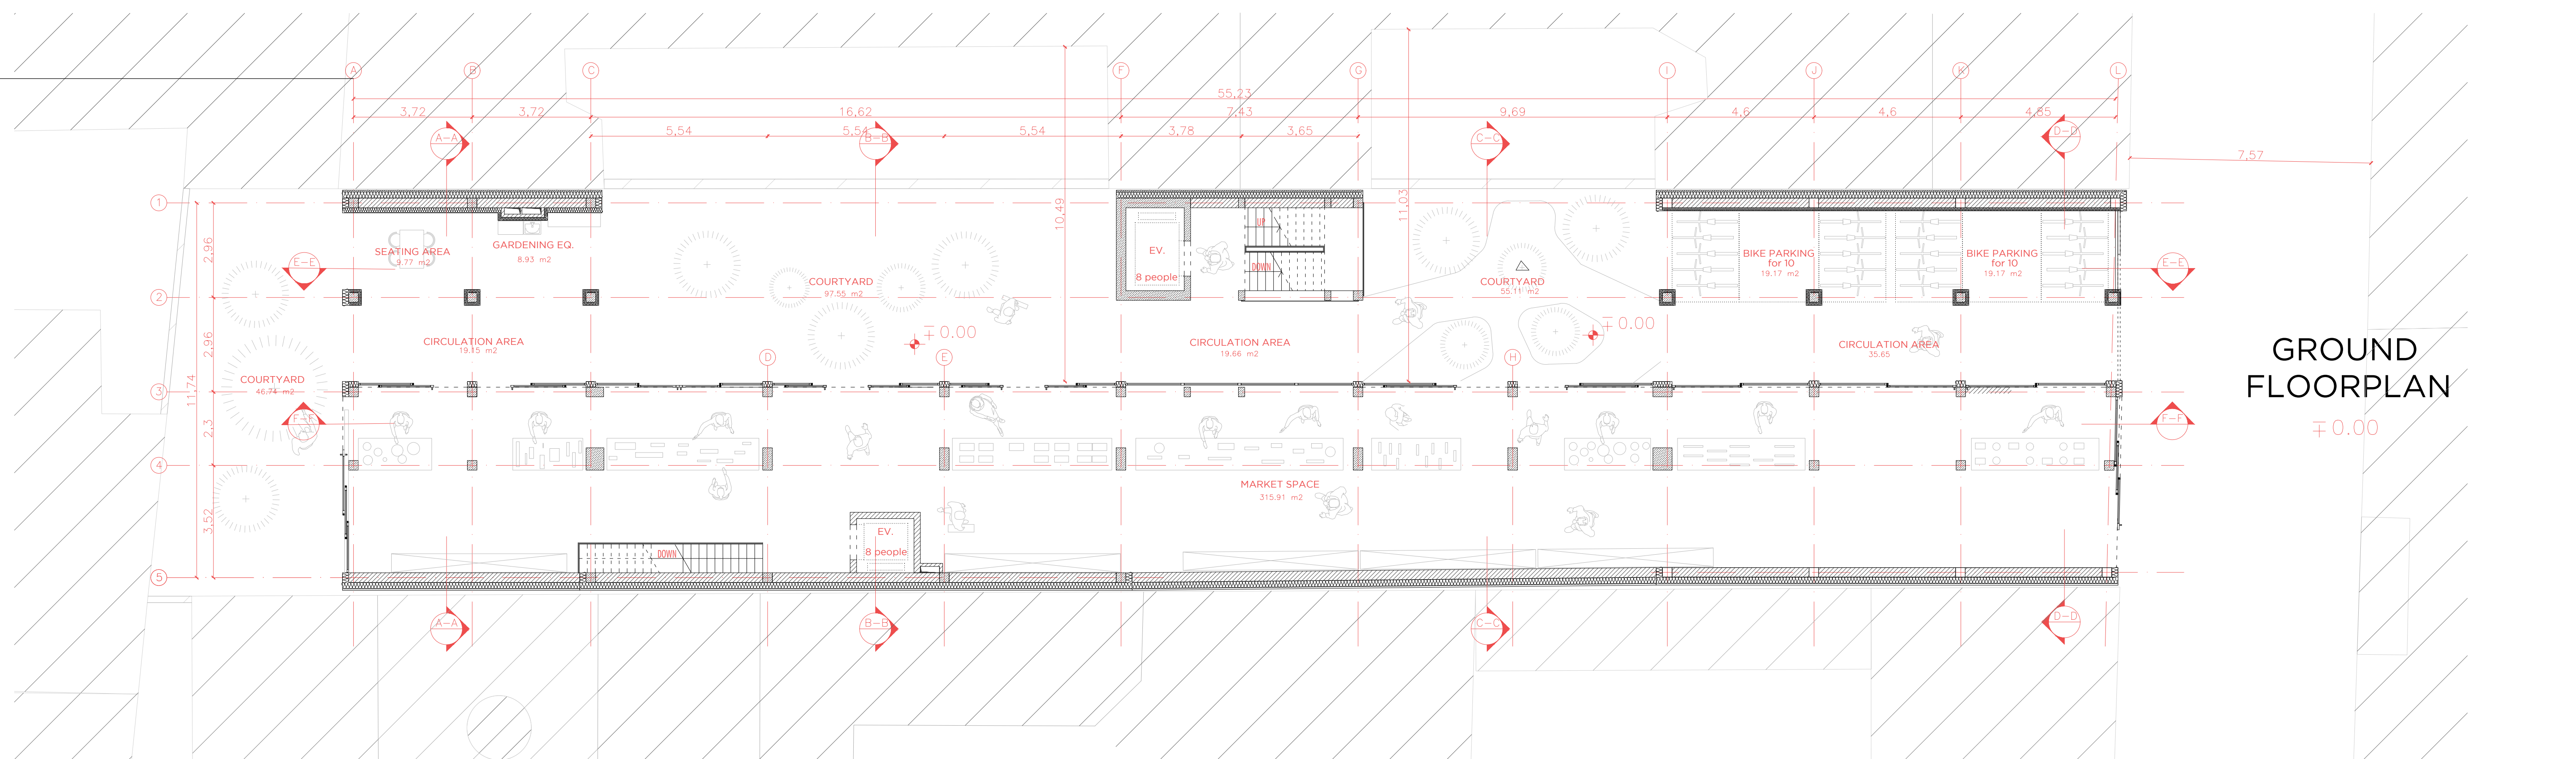 A
B
C
F
G
I
J
K
L
55,23
3,72
3,72
16,62
7,43
9,69
4,6
4,6
4,85
5,54
5,54
5,54
3,78
3,65
A-A
B-B
C-C
D-D
7,57
1
2
3
4
5
2,96
2,96
2,3
3,52
11,74
10,49
11,03
E-E
E-E
F-F
F-F
SEATING AREA
9.77 m2
GARDENING EQ.
8.93 m2
COURTYARD
97.55 m2
EV.
8 people
UP
DOWN
COURTYARD
55.11 m2
BIKE PARKING
for 10
19.17 m2
BIKE PARKING
for 10
19.17 m2
CIRCULATION AREA
19.15 m2
∓0.00
CIRCULATION AREA
19.66 m2
∓0.00
CIRCULATION AREA
35.65
D
E
H
COURTYARD
46.74 m2
MARKET SPACE
315.91 m2
DOWN
EV.
8 people
A-A
B-B
C-C
D-D
GROUND
FLOORPLAN
∓0.00